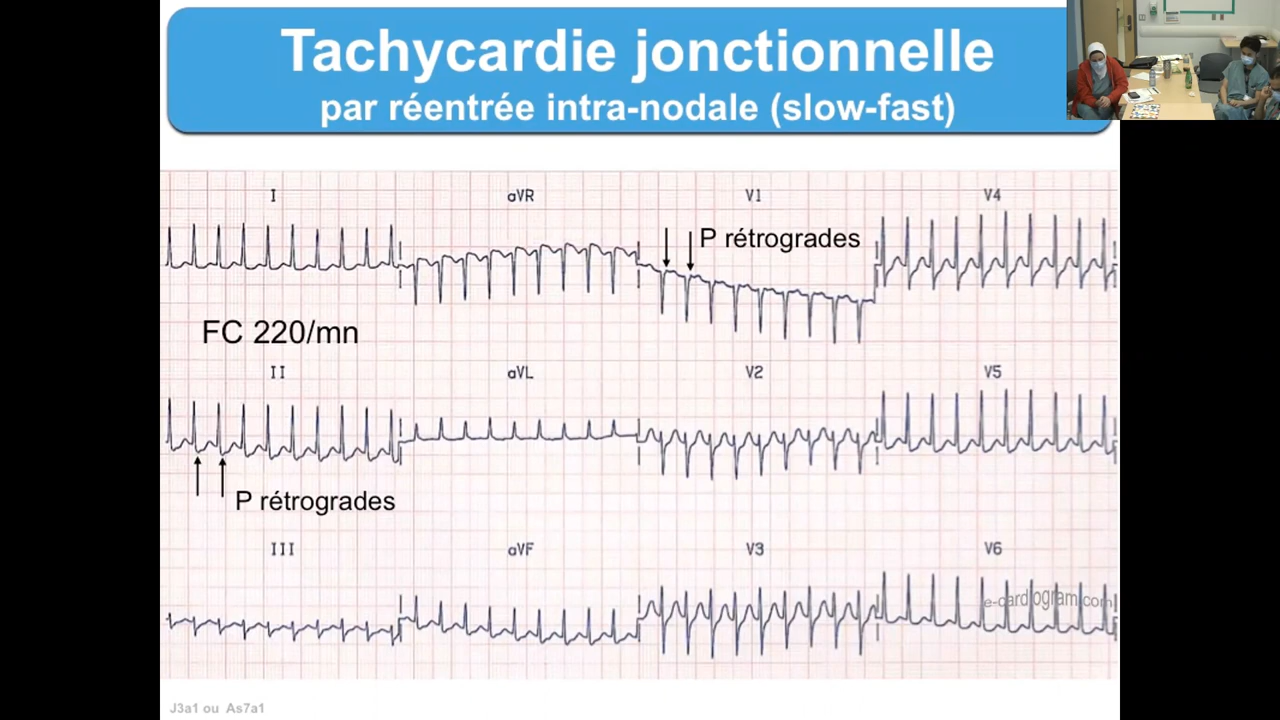 Tachycardie jonctionnelle
par réentrée intra-nodale (slow-fast)
I aVR V1 V4
P rétrogrades
FC 220/mn
II aVL V2 V5
P rétrogrades
III aVF V3 V6
e-cardiogram.com
J3a1 ou As7a1